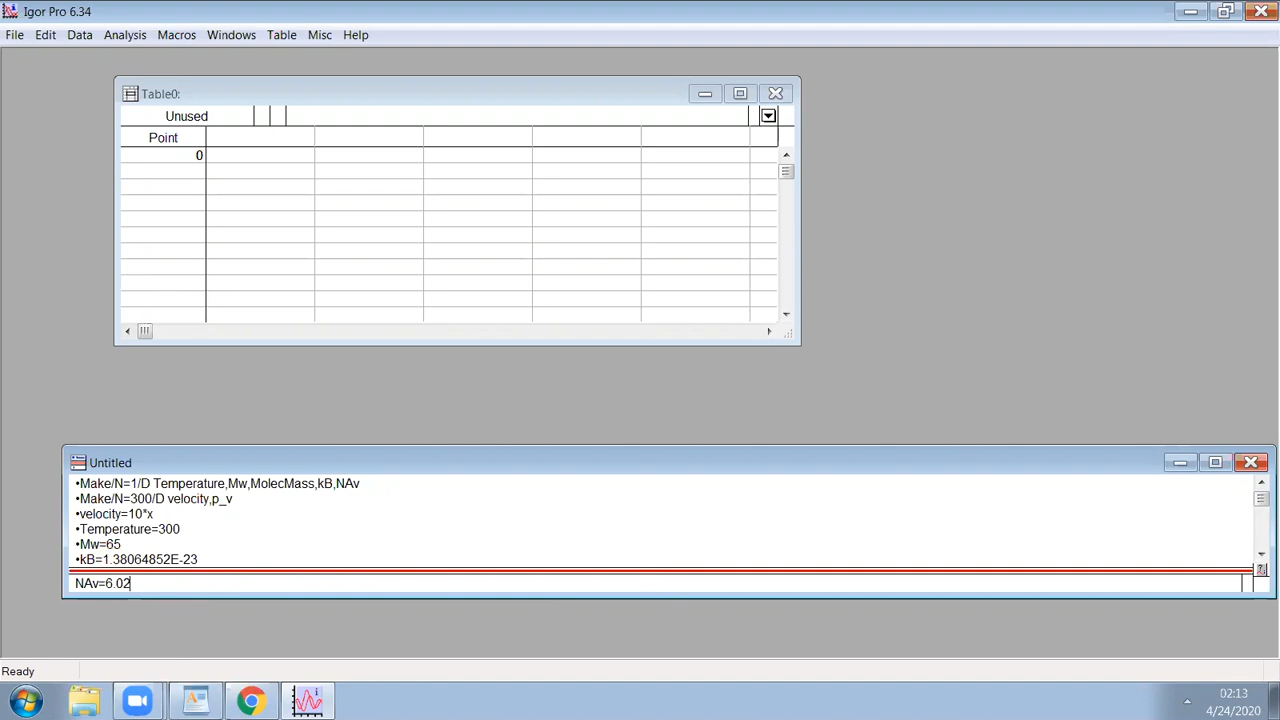 Igor Pro 6.34
File Edit Data Analysis Macros Windows Table Misc Help
Table0:
Unused
Point
0
Untitled
•Make/N=1/D Temperature,Mw,MolecMass,kB,NAv
•Make/N=300/D velocity,p_v
•velocity=10*x
•Temperature=300
•Mw=65
•kB=1.38064852E-23
NAv=6.02
Ready
02:13
4/24/2020